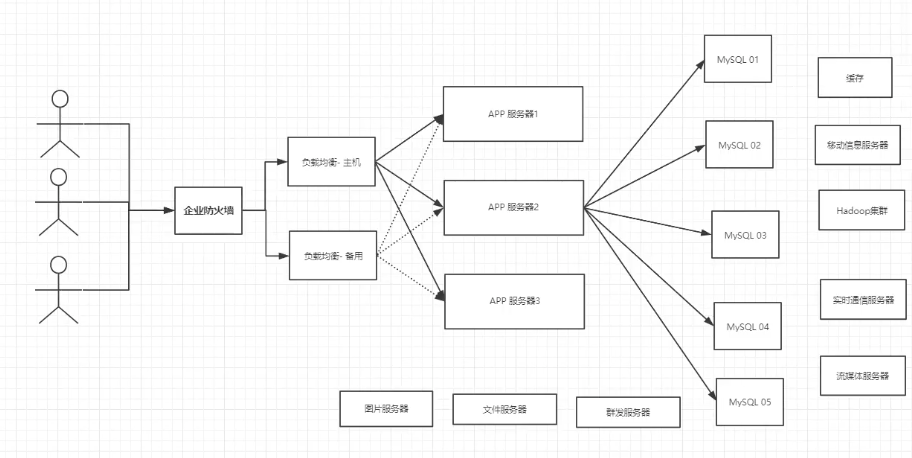 企业防火墙
负载均衡- 主机
负载均衡- 备用
APP 服务器1
APP 服务器2
APP 服务器3
MySQL 01
MySQL 02
MySQL 03
MySQL 04
MySQL 05
缓存
移动信息服务器
Hadoop集群
实时通信服务器
流媒体服务器
图片服务器
文件服务器
群发服务器